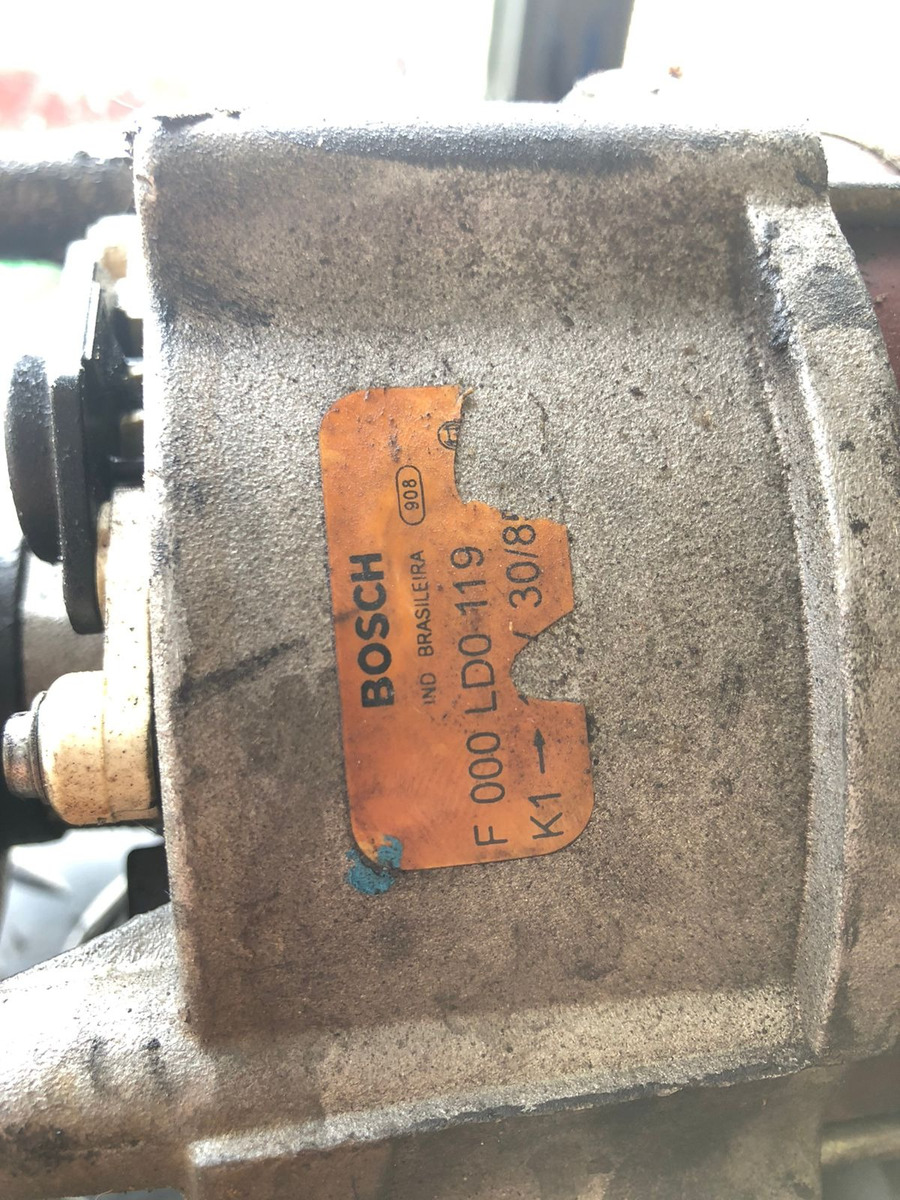 BOSCH
IND BRASILEIRA 908
F 000 LD0 119
K1 → 30/8